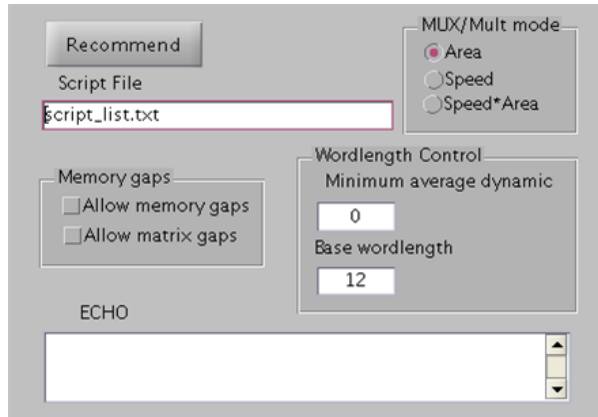 Recommend
MUX/Mult mode
Area
Speed
Speed*Area
Script File
script_list.txt
Memory gaps
Allow memory gaps
Allow matrix gaps
Wordlength Control
Minimum average dynamic
0
Base wordlength
12
ECHO